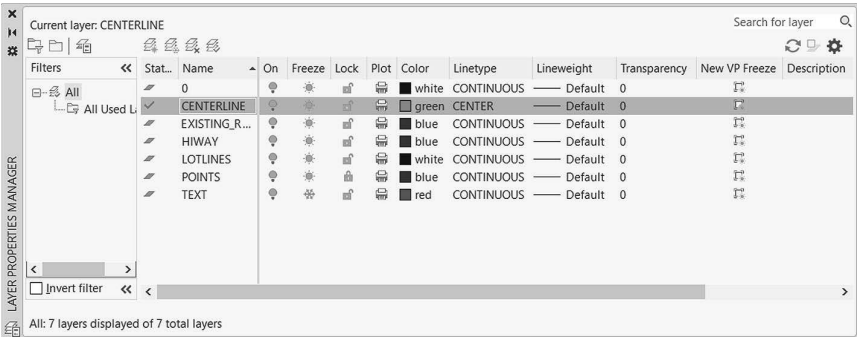 Current layer: CENTERLINE
Search for layer
Filters
Stat... Name On Freeze Lock Plot Color Linetype Lineweight Transparency New VP Freeze Description
All
All Used La
0 white CONTINUOUS Default 0
CENTERLINE green CENTER Default 0
EXISTING_R... blue CONTINUOUS Default 0
HIWAY blue CONTINUOUS Default 0
LOTLINES white CONTINUOUS Default 0
POINTS blue CONTINUOUS Default 0
TEXT red CONTINUOUS Default 0
Invert filter
All: 7 layers displayed of 7 total layers
LAYER PROPERTIES MANAGER